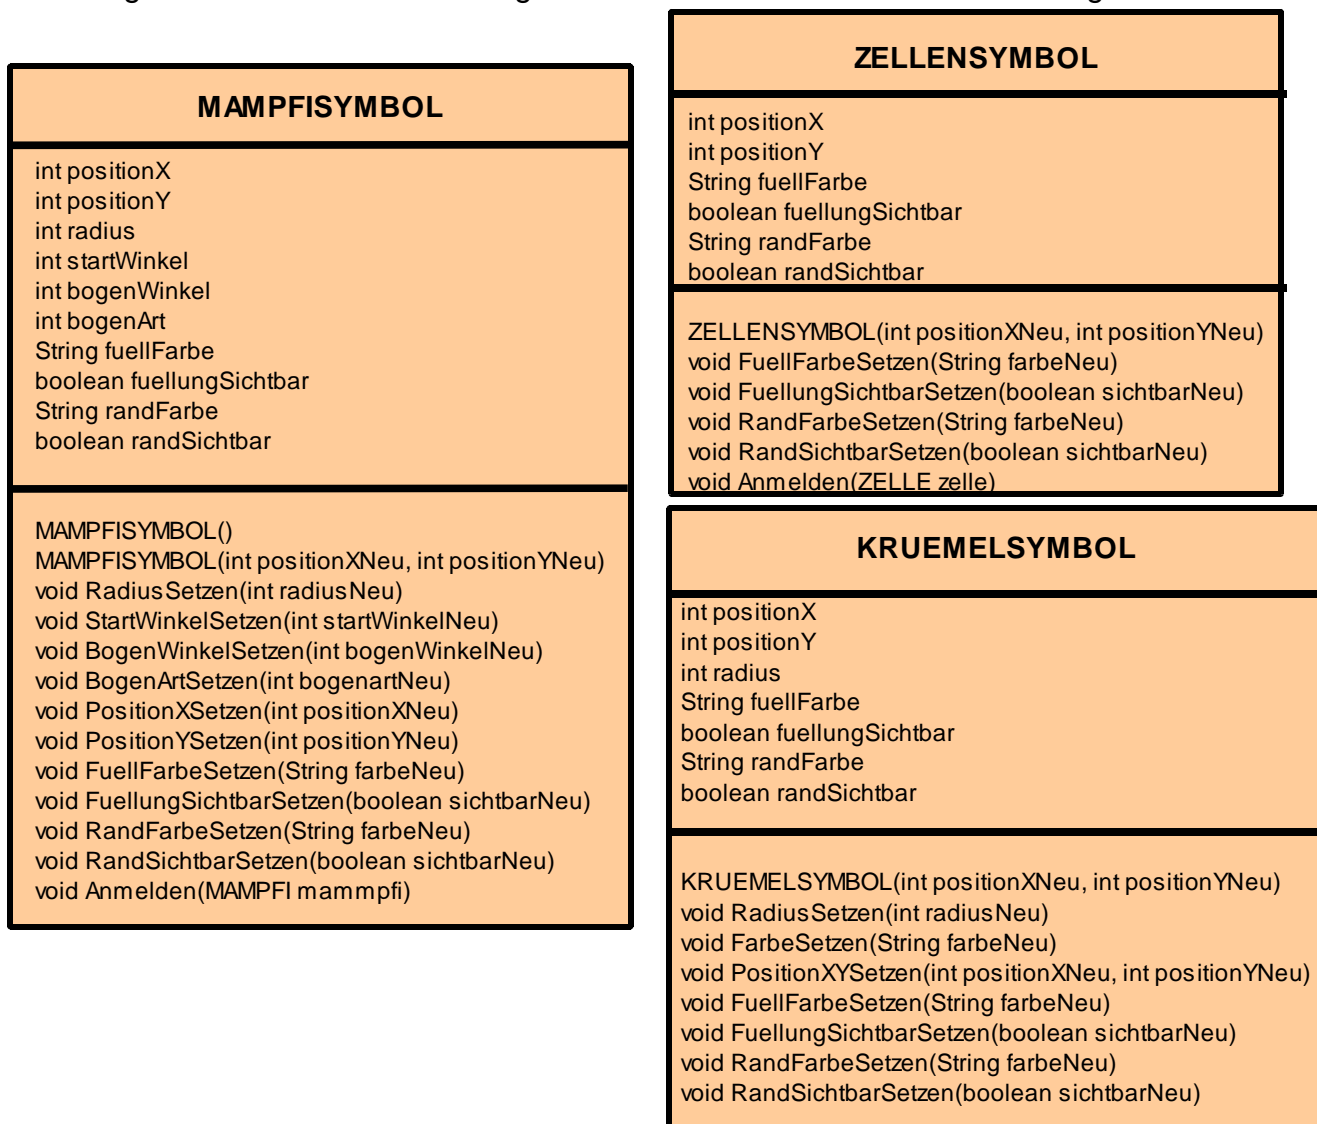 MAMPFISYMBOL
int positionX
int positionY
int radius
int startWinkel
int bogenWinkel
int bogenArt
String fuellFarbe
boolean fuellungSichtbar
String randFarbe
boolean randSichtbar
MAMPFISYMBOL()
MAMPFISYMBOL(int positionXNeu, int positionYNeu)
void RadiusSetzen(int radiusNeu)
void StartWinkelSetzen(int startWinkelNeu)
void BogenWinkelSetzen(int bogenWinkelNeu)
void BogenArtSetzen(int bogenartNeu)
void PositionXSetzen(int positionXNeu)
void PositionYSetzen(int positionYNeu)
void FuellFarbeSetzen(String farbeNeu)
void FuellungSichtbarSetzen(boolean sichtbarNeu)
void RandFarbeSetzen(String farbeNeu)
void RandSichtbarSetzen(boolean sichtbarNeu)
void Anmelden(MAMPFI mammpfi)
ZELLENSYMBOL
int positionX
int positionY
String fuellFarbe
boolean fuellungSichtbar
String randFarbe
boolean randSichtbar
ZELLENSYMBOL(int positionXNeu, int positionYNeu)
void FuellFarbeSetzen(String farbeNeu)
void FuellungSichtbarSetzen(boolean sichtbarNeu)
void RandFarbeSetzen(String farbeNeu)
void RandSichtbarSetzen(boolean sichtbarNeu)
void Anmelden(ZELLE zelle)
KRUEMELSYMBOL
int positionX
int positionY
int radius
String fuellFarbe
boolean fuellungSichtbar
String randFarbe
boolean randSichtbar
KRUEMELSYMBOL(int positionXNeu, int positionYNeu)
void RadiusSetzen(int radiusNeu)
void FarbeSetzen(String farbeNeu)
void PositionXYSetzen(int positionXNeu, int positionYNeu)
void FuellFarbeSetzen(String farbeNeu)
void FuellungSichtbarSetzen(boolean sichtbarNeu)
void RandFarbeSetzen(String farbeNeu)
void RandSichtbarSetzen(boolean sichtbarNeu)